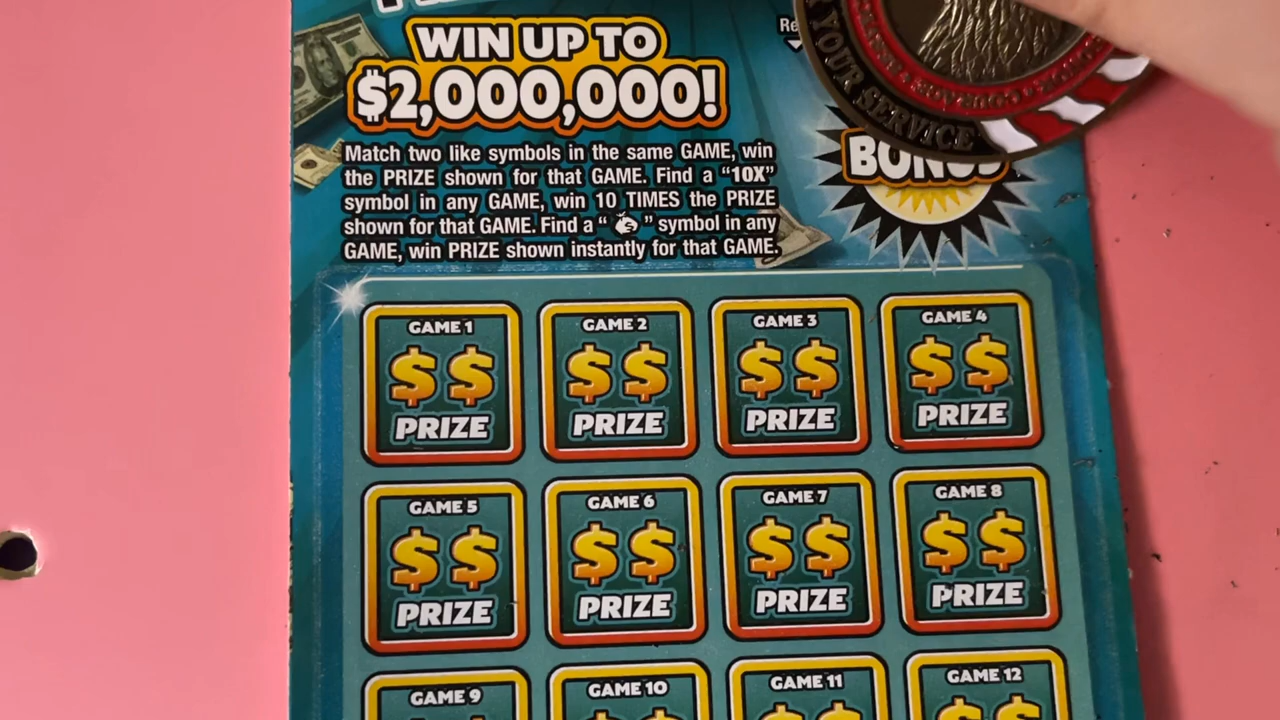 WIN UP TO
$2,000,000!
Re
Match two like symbols in the same GAME, win
the PRIZE shown for that GAME. Find a “10X”
symbol in any GAME, win 10 TIMES the PRIZE
shown for that GAME. Find a “ ” symbol in any
GAME, win PRIZE shown instantly for that GAME.
YOUR SERVICE
BONUS
GAME 1 GAME 2 GAME 3 GAME 4
$ $ $ $ $ $ $ $
PRIZE PRIZE PRIZE PRIZE
GAME 5 GAME 6 GAME 7 GAME 8
$ $ $ $ $ $ $ $
PRIZE PRIZE PRIZE PRIZE
GAME 9 GAME 10 GAME 11 GAME 12